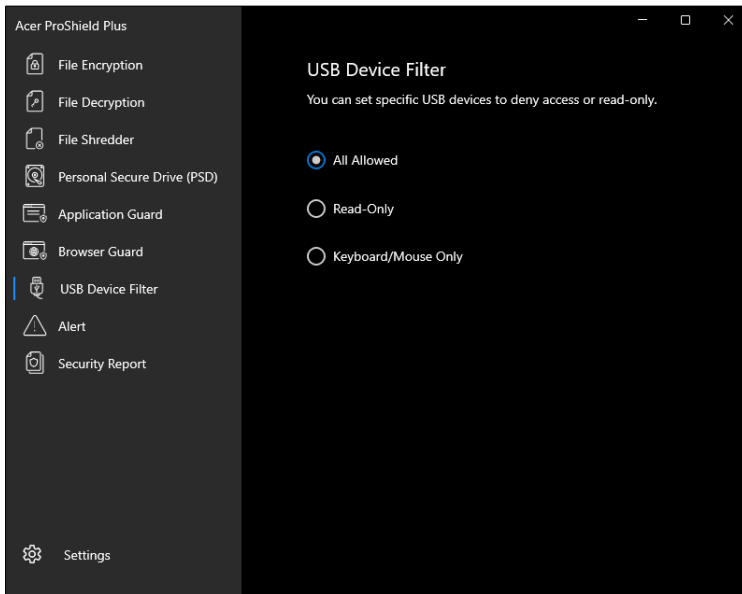 Acer ProShield Plus
File Encryption
File Decryption
File Shredder
Personal Secure Drive (PSD)
Application Guard
Browser Guard
USB Device Filter
Alert
Security Report
Settings
USB Device Filter
You can set specific USB devices to deny access or read-only.
All Allowed
Read-Only
Keyboard/Mouse Only